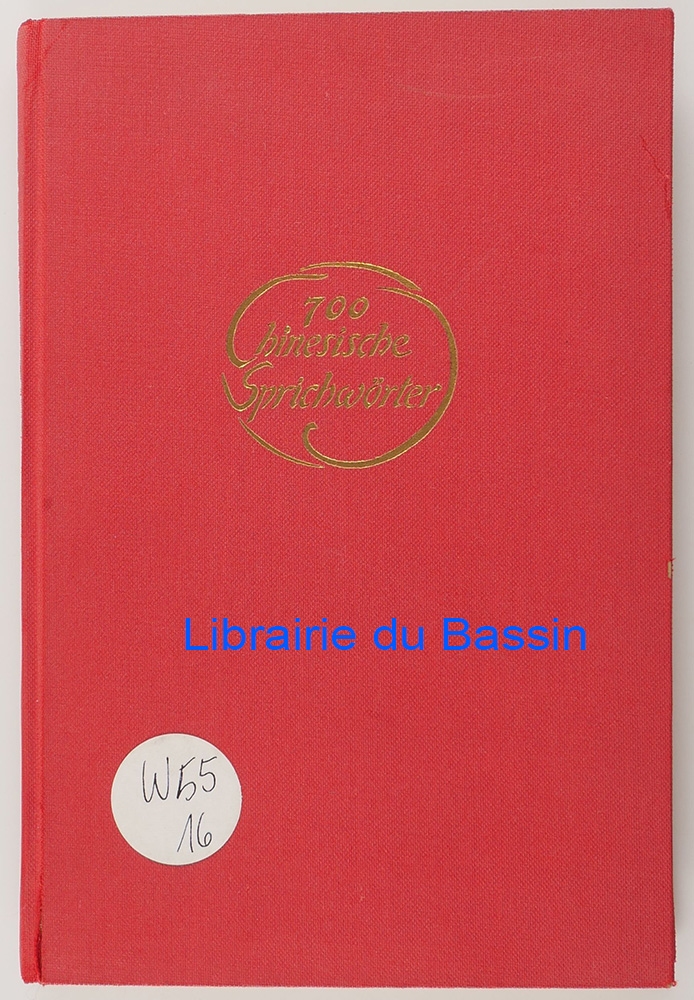 700
Chinesische
Sprichwörter
Librairie du Bassin
W55
16